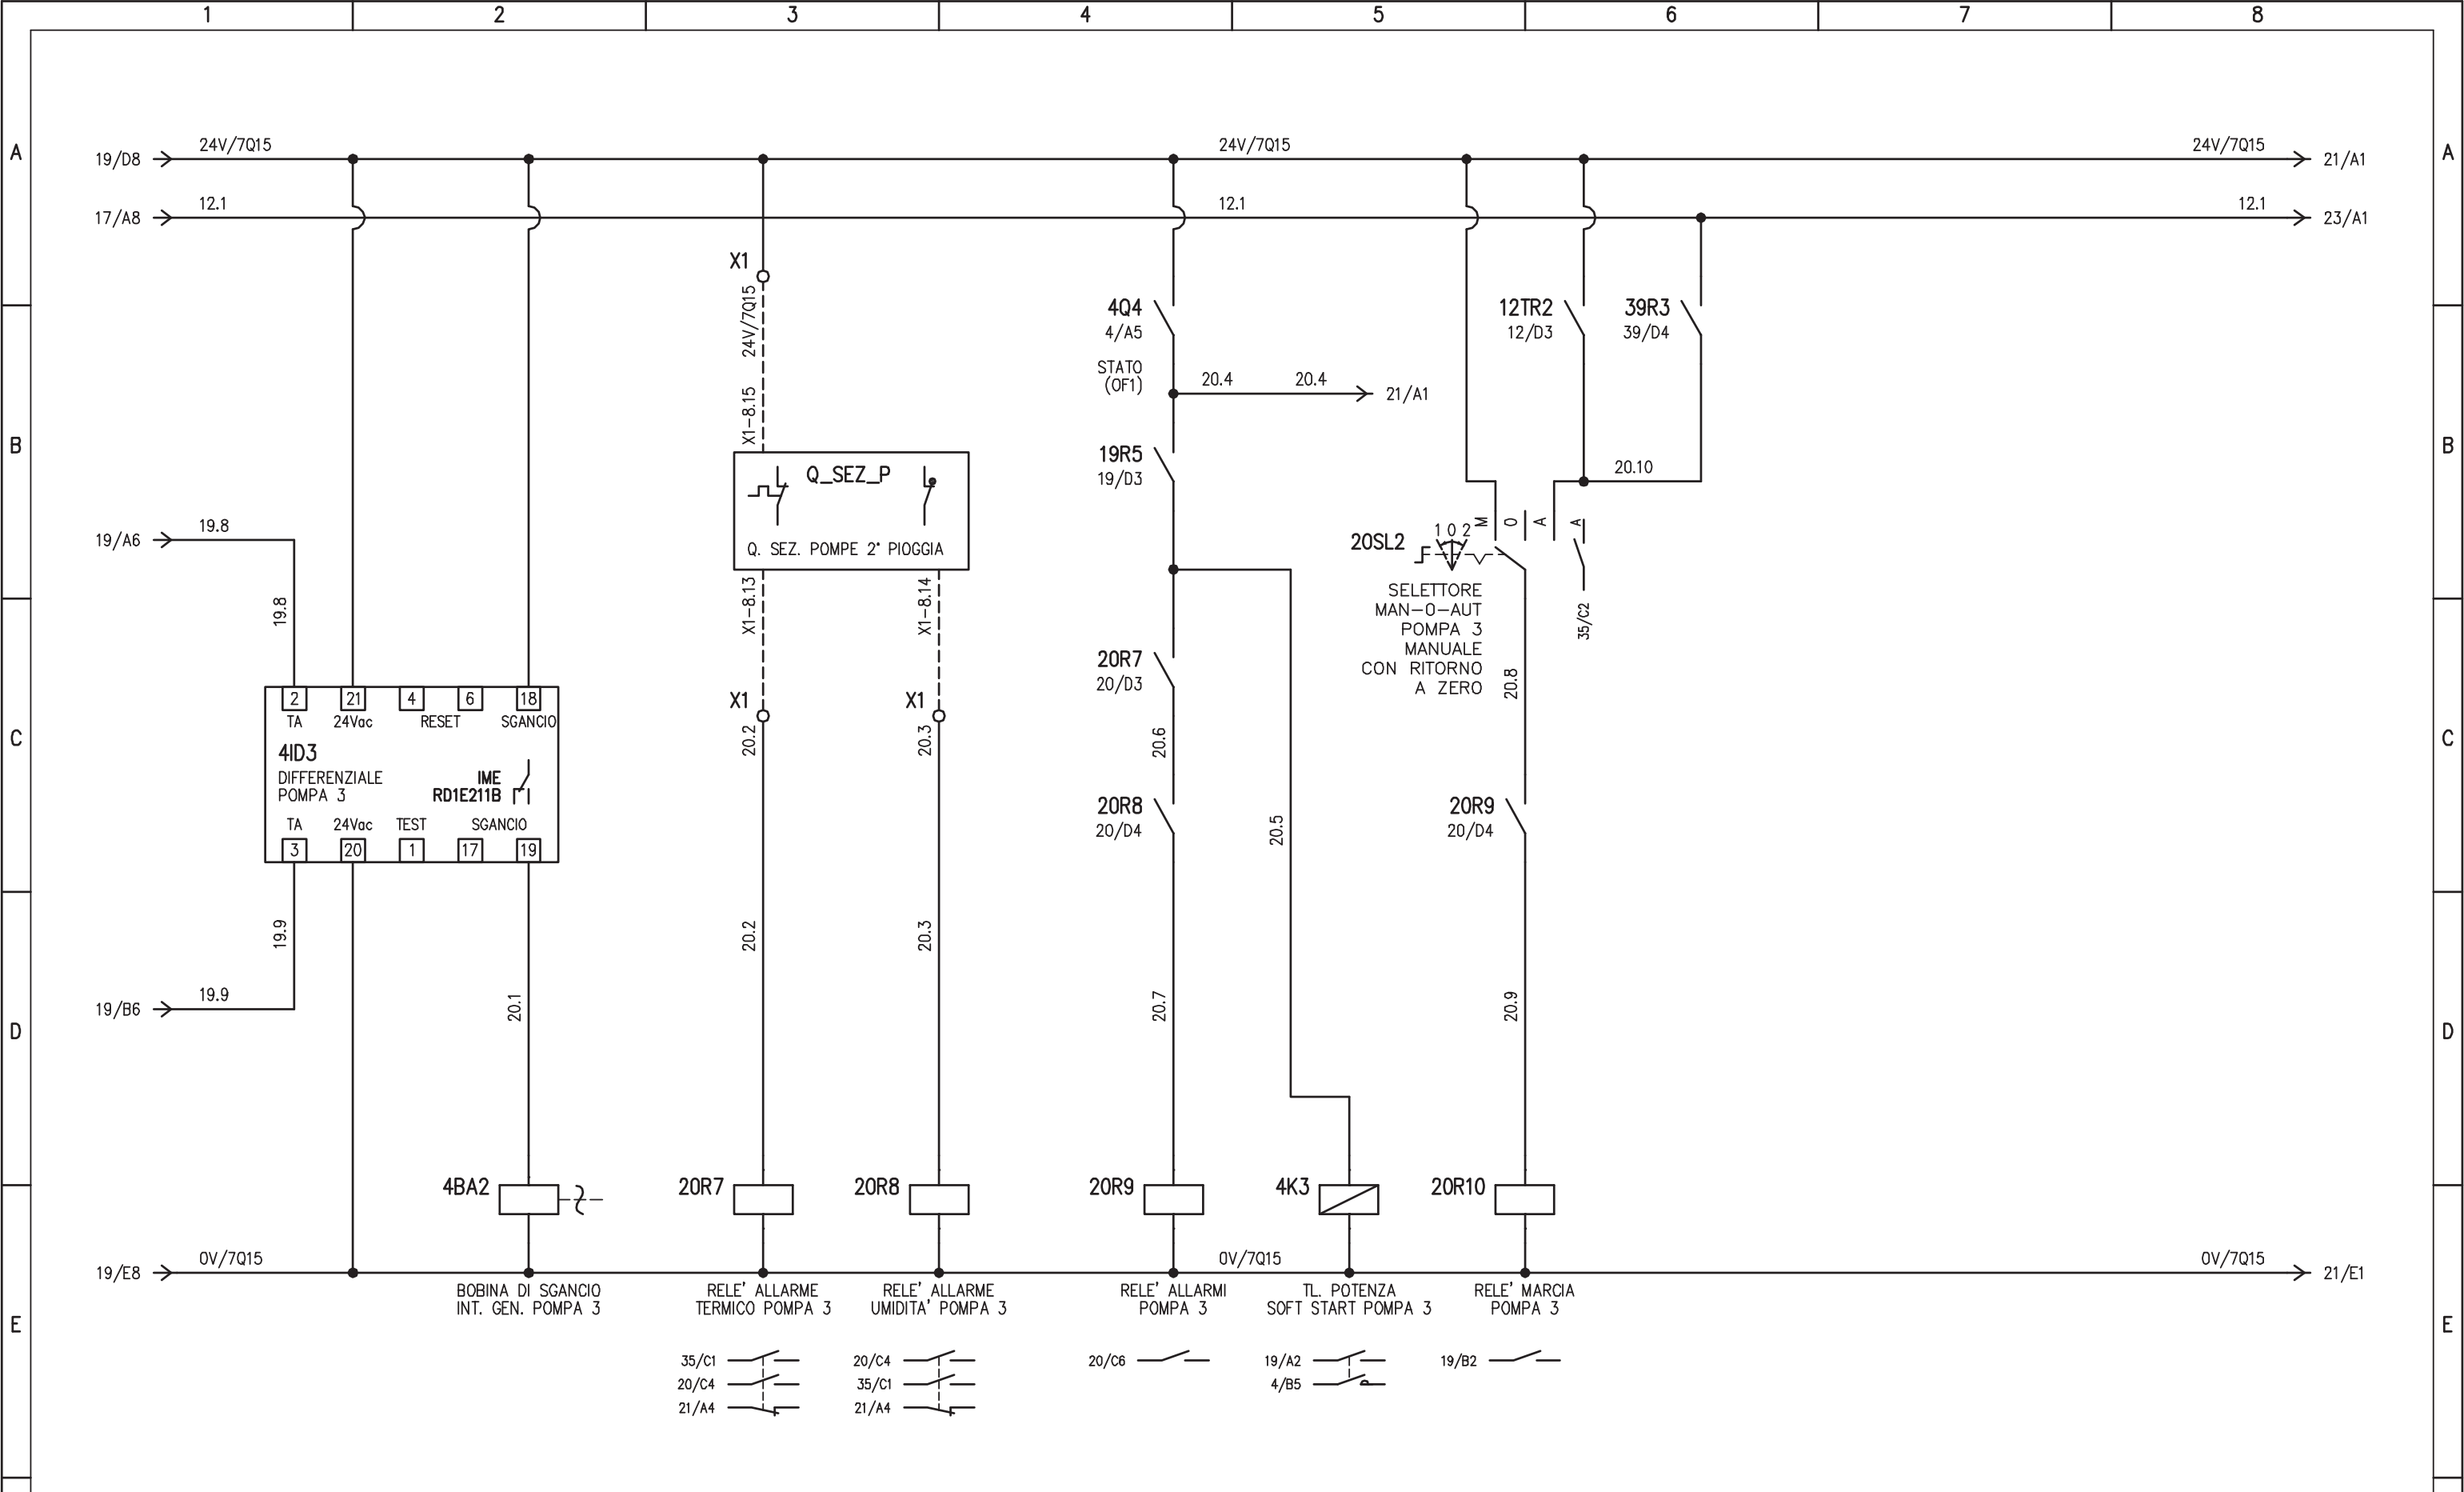 1 2 3 4 5 6 7 8
A A
19/D8 24V/7Q15 24V/7Q15 24V/7Q15 21/A1
17/A8 12.1 12.1 12.1 23/A1
X1
24V/7Q15
X1-8.15
4Q4
4/A5
STATO
(OF1)
20.4 20.4 21/A1
12TR2
12/D3
39R3
39/D4
B B
Q_SEZ_P
Q. SEZ. POMPE 2° PIOGGIA
19R5
19/D3
20.10
M 0 A A
1 0 2
20SL2
SELETTORE
MAN-0-AUT
POMPA 3
MANUALE
CON RITORNO
A ZERO
35/C2
19/A6 19.8
19.8
X1-8.13
X1-8.14
20R7
20/D3
20.8
2 21 4 6 18
TA 24Vac RESET SGANCIO
X1 X1
20.2 20.3
20.6
C C
4ID3
DIFFERENZIALE
POMPA 3
IME
RD1E211B
TA 24Vac TEST SGANCIO
3 20 1 17 19
20R8
20/D4
20.5
20R9
20/D4
19.9
20.2 20.3
19/B6 19.9
20.1
20.7
20.9
D D
4BA2 20R7 20R8 20R9 4K3 20R10
19/E8 0V/7Q15 0V/7Q15 0V/7Q15 21/E1
BOBINA DI SGANCIO
INT. GEN. POMPA 3
RELE' ALLARME
TERMICO POMPA 3
RELE' ALLARME
UMIDITA' POMPA 3
RELE' ALLARMI
POMPA 3
TL. POTENZA
SOFT START POMPA 3
RELE' MARCIA
POMPA 3
E E
35/C1 20/C4 20/C6 19/A2 19/B2
20/C4 35/C1 4/B5
21/A4 21/A4